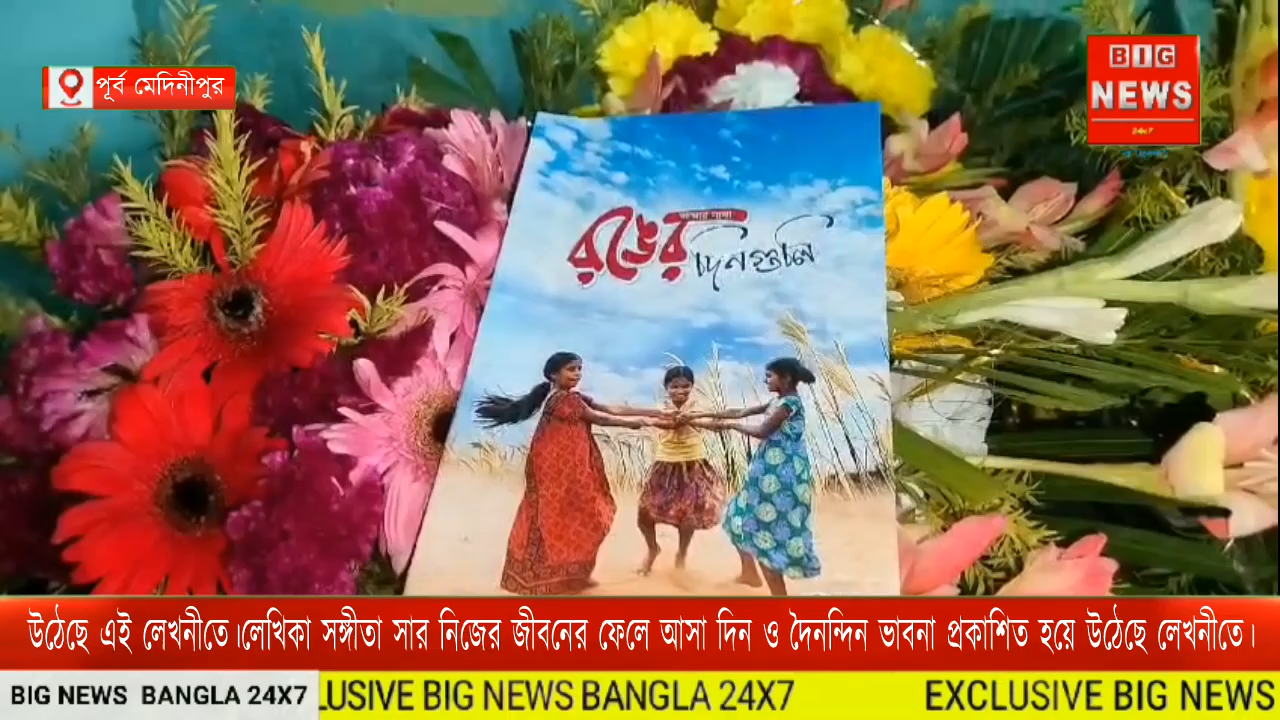 পূর্ব মেদিনীপুর
BIG
NEWS
24x7
রঙের দিনগুলি
উঠেছে এই লেখনীতে।লেখিকা সঙ্গীতা সার নিজের জীবনের ফেলে আসা দিন ও দৈনন্দিন ভাবনা প্রকাশিত হয়ে উঠেছে লেখনীতে।
BIG NEWS BANGLA 24X7
LUSIVE BIG NEWS BANGLA 24X7 EXCLUSIVE BIG NEWS